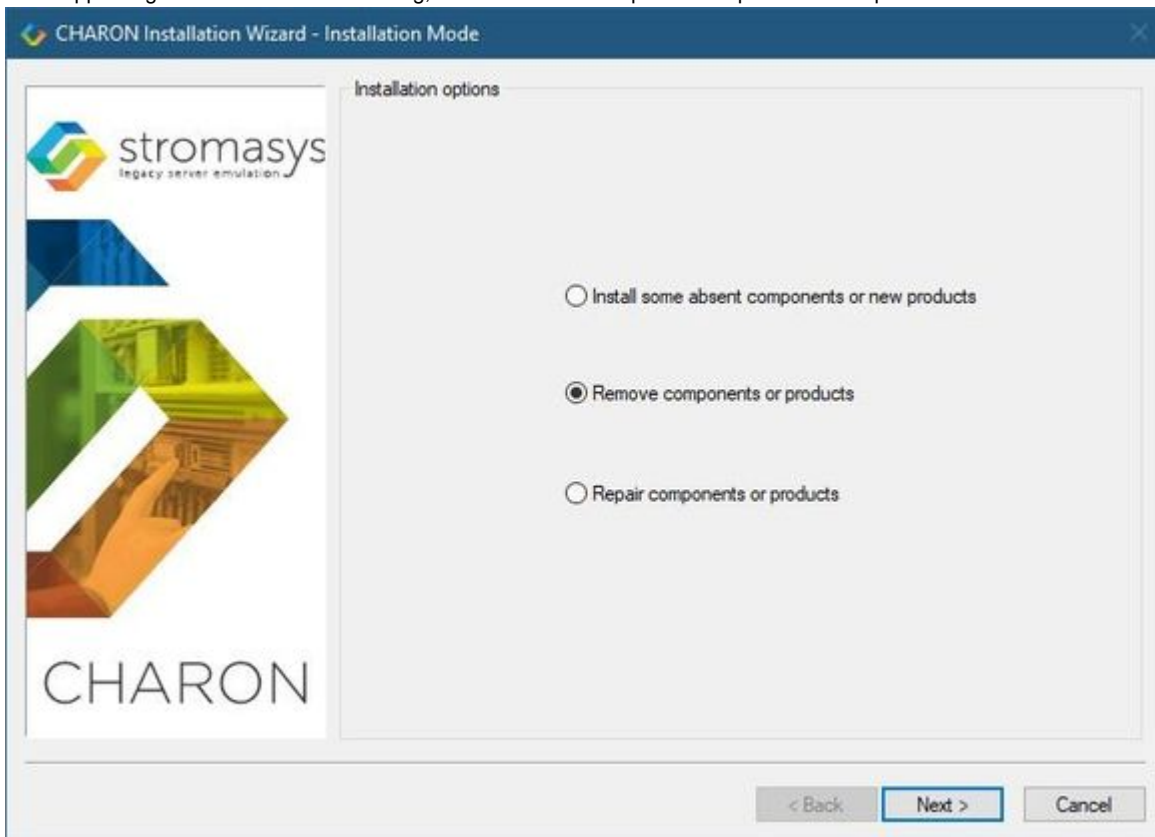 CHARON Installation Wizard - Installation Mode
Installation options
stromasys
legacy server emulation
Install some absent components or new products
Remove components or products
Repair components or products
CHARON
< Back
Next >
Cancel